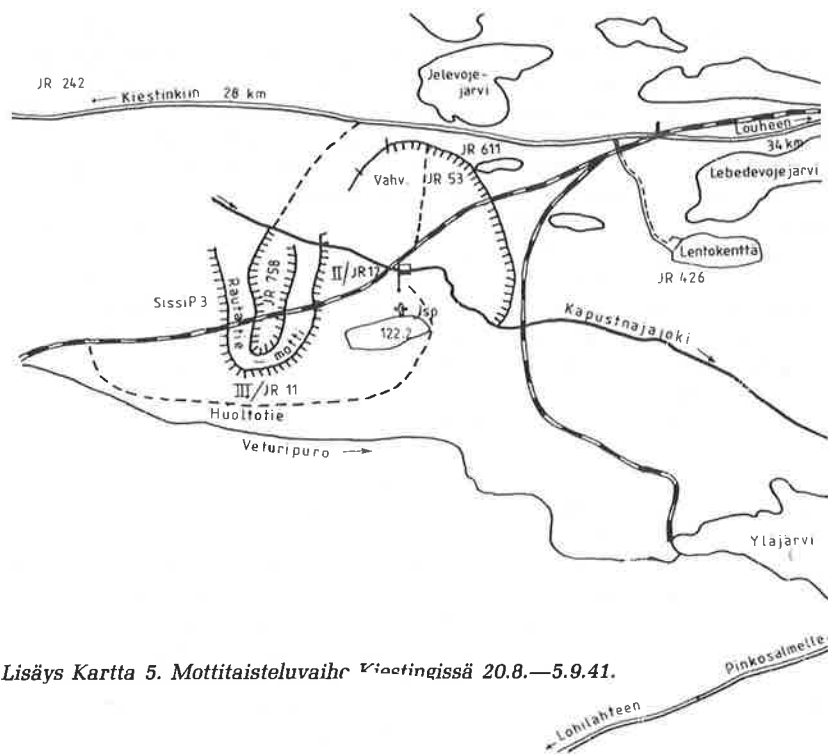 JR 242
← Kiestinkiin 28 km
Jelevoje-
järvi
Louheen →
34 km
JR 611
Vahv. JR 53
Lebedevojejärvi
Lentokenttä
JR 426
II/JR 17
JR 758
SissiP 3
Rautatie
motti
Jsp
122.2
Kapustnajajoki →
III/JR 11
Huoltotie
Veturipuro →
Yläjärvi
Lisäys Kartta 5. Mottitaisteluvaihe Kiestingissä 20.8.—5.9.41.
Pinkosalmelle
← Lohilahteen